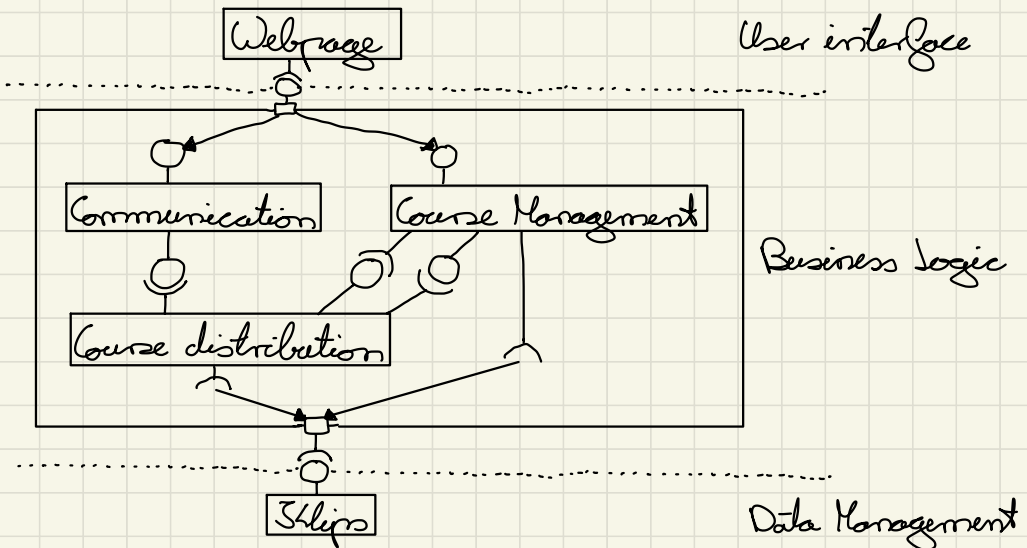 Webpage
User interface
Communication
Course Management
Business Logic
Course distribution
Data Management